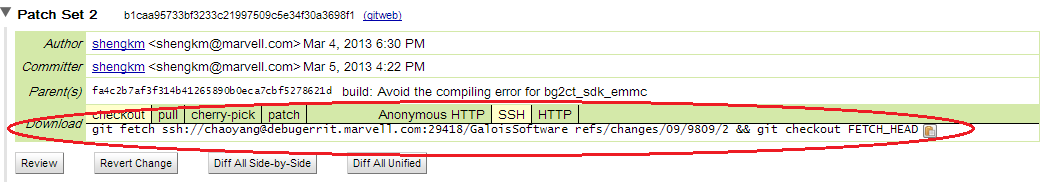 Patch Set 2 b1caa95733bf3233c21997509c5e34f30a3698f1 (gitweb)
Author shengkm <shengkm@marvell.com> Mar 4, 2013 6:30 PM
Committer shengkm <shengkm@marvell.com> Mar 5, 2013 4:22 PM
Parent(s) fa4c2b7af3f314b41265890b0eca7cbf5278621d build: Avoid the compiling error for bg2ct_sdk_emmc
checkout pull cherry-pick patch Anonymous HTTP SSH HTTP
Download
git fetch ssh://chaoyang@debugerrit.marvell.com:29418/GaloisSoftware refs/changes/09/9809/2 && git checkout FETCH_HEAD
Review Revert Change Diff All Side-by-Side Diff All Unified